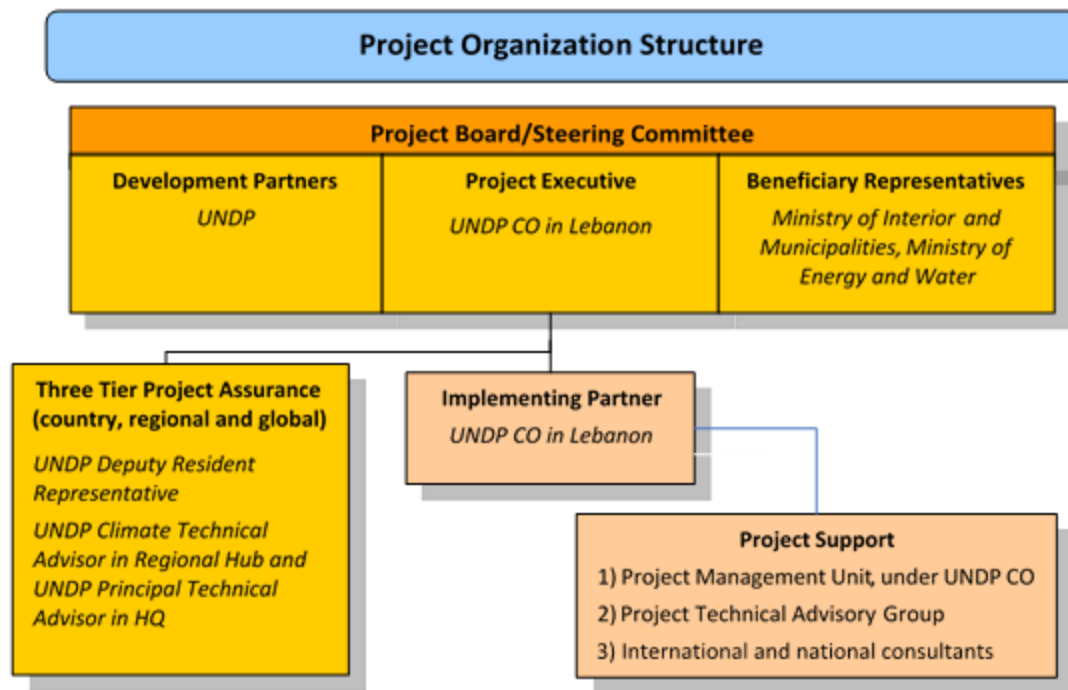 Project Organization Structure
Project Board/Steering Committee
Development Partners
UNDP
Project Executive
UNDP CO in Lebanon
Beneficiary Representatives
Ministry of Interior and
Municipalities, Ministry of
Energy and Water
Three Tier Project Assurance
(country, regional and global)
UNDP Deputy Resident
Representative
UNDP Climate Technical
Advisor in Regional Hub and
UNDP Principal Technical
Advisor in HQ
Implementing Partner
UNDP CO in Lebanon
Project Support
1) Project Management Unit, under UNDP CO
2) Project Technical Advisory Group
3) International and national consultants